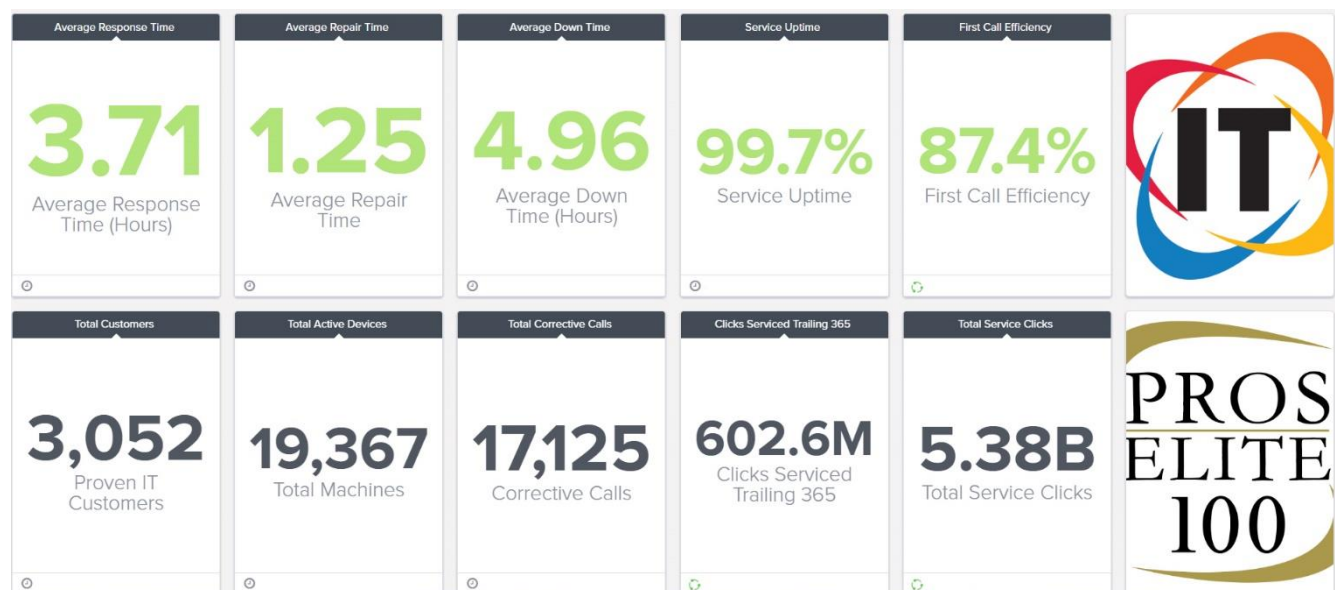 Average Response Time
3.71
Average Response
Time (Hours)
Average Repair Time
1.25
Average Repair
Time
Average Down Time
4.96
Average Down
Time (Hours)
Service Uptime
99.7%
Service Uptime
First Call Efficiency
87.4%
First Call Efficiency
IT
Total Customers
3,052
Proven IT
Customers
Total Active Devices
19,367
Total Machines
Total Corrective Calls
17,125
Corrective Calls
Clicks Serviced Trailing 365
602.6M
Clicks Serviced
Trailing 365
Total Service Clicks
5.38B
Total Service Clicks
PROS
ELITE
100